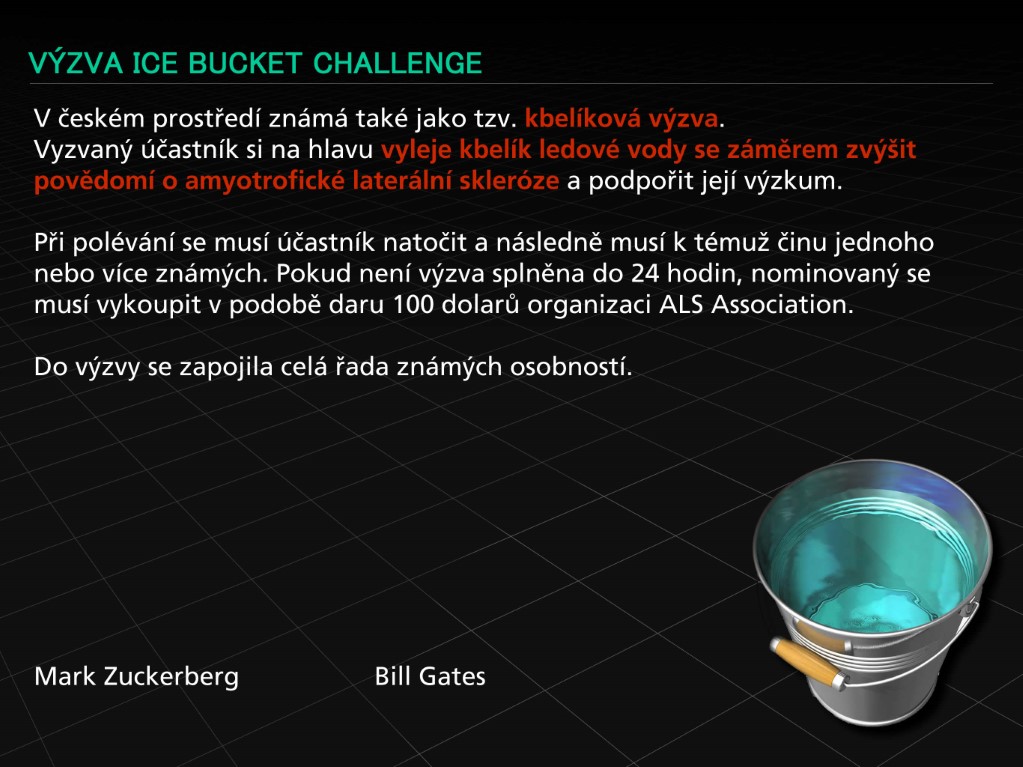 VÝZVA ICE BUCKET CHALLENGE
V českém prostředí známá také jako tzv. kbelíková výzva.
Vyzvaný účastník si na hlavu vyleje kbelík ledové vody se záměrem zvýšit
povědomí o amyotrofické laterální skleróze a podpořit její výzkum.
Při polévání se musí účastník natočit a následně musí k témuž činu jednoho
nebo více známých. Pokud není výzva splněna do 24 hodin, nominovaný se
musí vykoupit v podobě daru 100 dolarů organizaci ALS Association.
Do výzvy se zapojila celá řada známých osobností.
Mark Zuckerberg Bill Gates